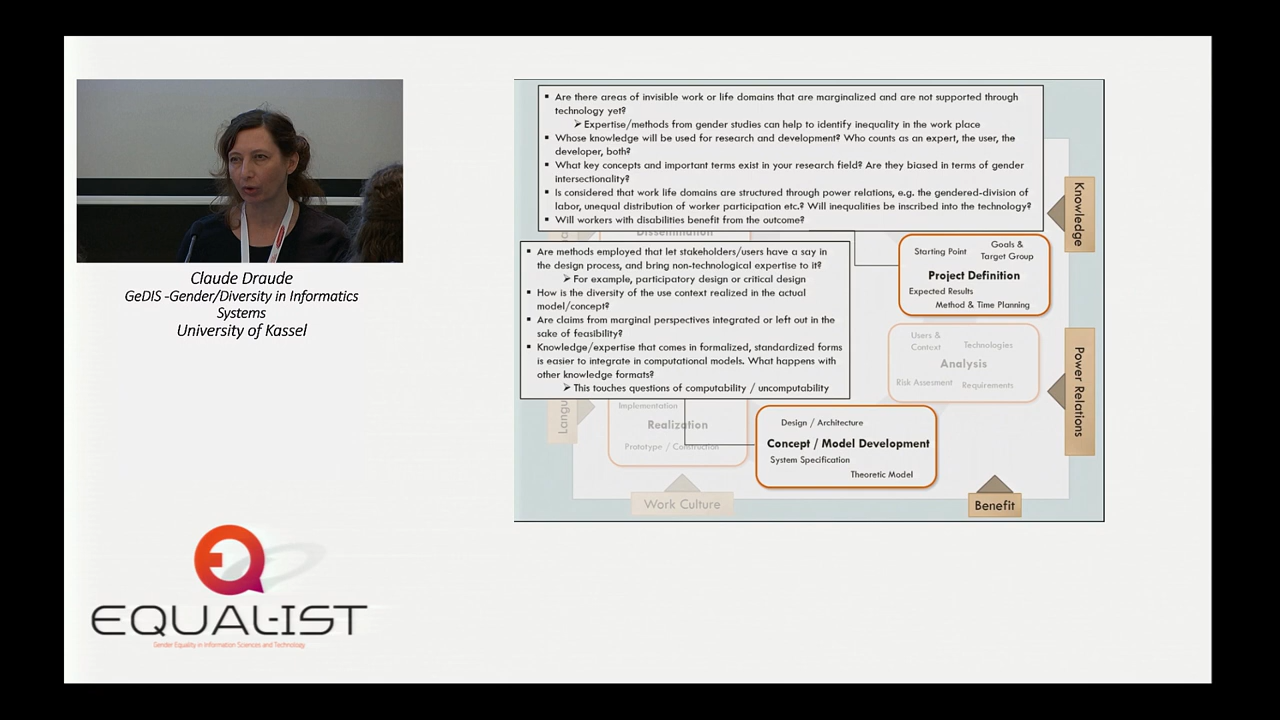 Claude Draude
GeDIS -Gender/Diversity in Informatics
Systems
University of Kassel
EQUAL-IST
Gender Equality in Information Sciences and Technology
▪ Are there areas of invisible work or life domains that are marginalized and are not supported through
technology yet?
➢ Expertise/methods from gender studies can help to identify inequality in the work place
▪ Whose knowledge will be used for research and development? Who counts as an expert, the user, the
developer, both?
▪ What key concepts and important terms exist in your research field? Are they biased in terms of gender
intersectionality?
▪ Is considered that work life domains are structured through power relations, e.g. the gendered-division of
labor, unequal distribution of worker participation etc.? Will inequalities be inscribed into the technology?
▪ Will workers with disabilities benefit from the outcome?
Dissemination
▪ Are methods employed that let stakeholders/users have a say in
the design process, and bring non-technological expertise to it?
➢ For example, participatory design or critical design
▪ How is the diversity of the use context realized in the actual
model/concept?
▪ Are claims from marginal perspectives integrated or left out in the
sake of feasibility?
▪ Knowledge/expertise that comes in formalized, standardized forms
is easier to integrate in computational models. What happens with
other knowledge formats?
➢ This touches questions of computability / uncomputability
Knowledge
Starting Point
Goals &
Target Group
Project Definition
Expected Results
Method & Time Planning
Users &
Context
Technologies
Analysis
Risk Assesment
Requirements
Power Relations
Langu
Implementation
Realization
Prototype / Construction
Design / Architecture
Concept / Model Development
System Specification
Theoretic Model
Work Culture
Benefit